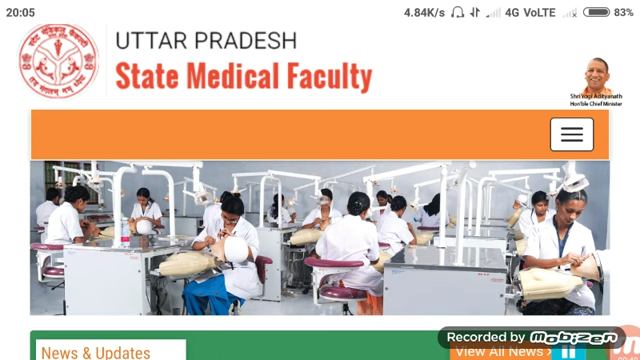 20:05
4.84K/s 4G VoLTE 83%
UTTAR PRADESH
State Medical Faculty
Shri Yogi Adityanath
Hon'ble Chief Minister
News & Updates
View All News
Recorded by
MOBIZEN